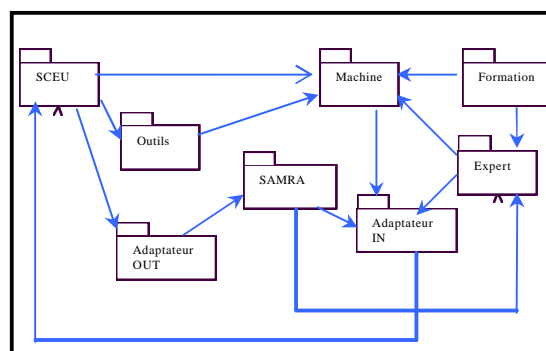 SCEU
Machine
Formation
Outils
SAMRA
Expert
Adaptateur
OUT
Adaptateur
IN